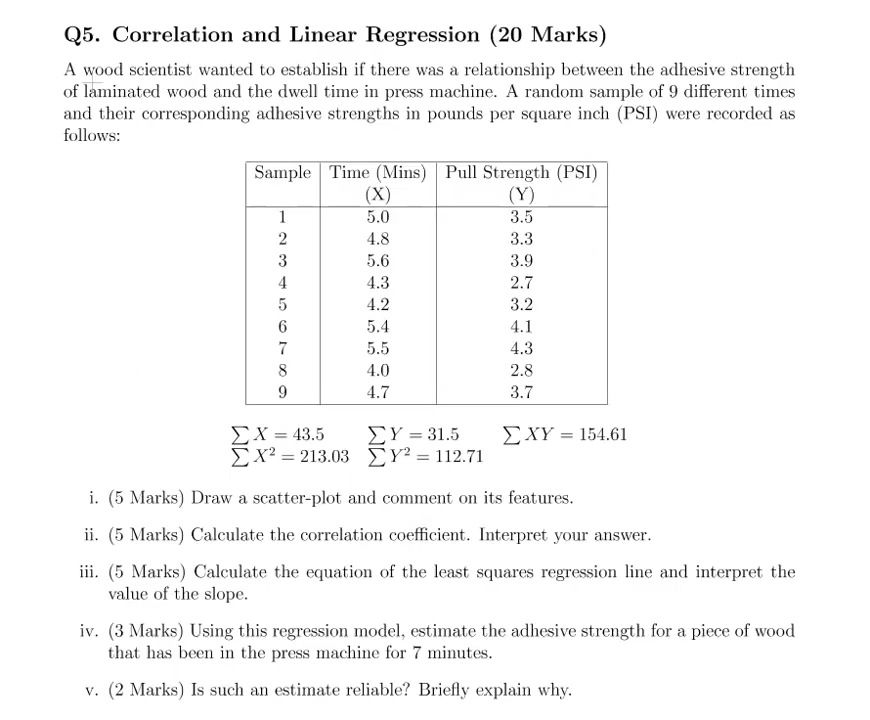 Q5. Correlation and Linear Regression (20 Marks)
A wood scientist wanted to establish if there was a relationship between the adhesive strength
of laminated wood and the dwell time in press machine. A random sample of 9 different times
and their corresponding adhesive strengths in pounds per square inch (PSI) were recorded as
follows:
Sample Time (Mins) Pull Strength (PSI)
(X) (Y)
1 5.0 3.5
2 4.8 3.3
3 5.6 3.9
4 4.3 2.7
5 4.2 3.2
6 5.4 4.1
7 5.5 4.3
8 4.0 2.8
9 4.7 3.7
∑ X = 43.5 ∑ Y = 31.5 ∑ XY = 154.61
∑ X² = 213.03 ∑ Y² = 112.71
i. (5 Marks) Draw a scatter-plot and comment on its features.
ii. (5 Marks) Calculate the correlation coefficient. Interpret your answer.
iii. (5 Marks) Calculate the equation of the least squares regression line and interpret the
value of the slope.
iv. (3 Marks) Using this regression model, estimate the adhesive strength for a piece of wood
that has been in the press machine for 7 minutes.
v. (2 Marks) Is such an estimate reliable? Briefly explain why.